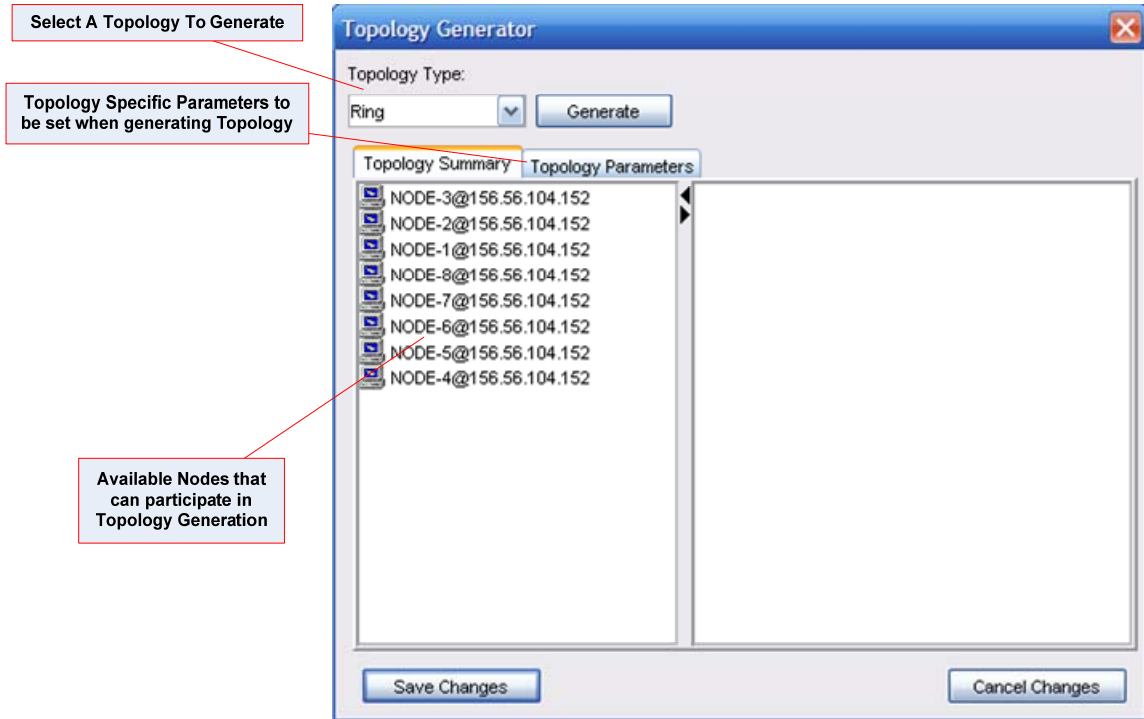 Select A Topology To Generate
Topology Specific Parameters to
be set when generating Topology
Available Nodes that
can participate in
Topology Generation
Topology Generator
Topology Type:
Ring
Generate
Topology Summary
Topology Parameters
NODE-3@156.56.104.152
NODE-2@156.56.104.152
NODE-1@156.56.104.152
NODE-8@156.56.104.152
NODE-7@156.56.104.152
NODE-6@156.56.104.152
NODE-5@156.56.104.152
NODE-4@156.56.104.152
Save Changes
Cancel Changes